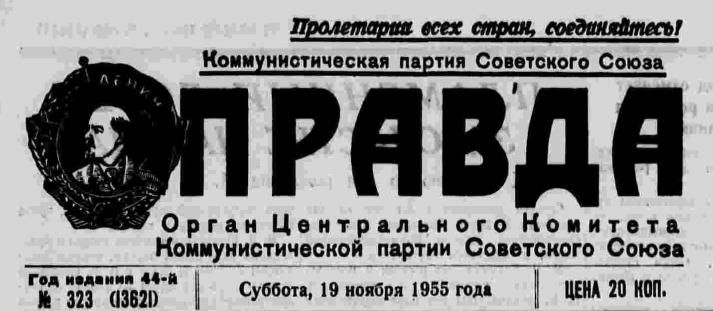 Пролетарии всех стран, соединяйтесь!
Коммунистическая партия Советского Союза
ЛЕНИН
ПРАВДА
Орган Центрального Комитета
Коммунистической партии Советского Союза
Год издания 44-й
№ 323 (13621)
Суббота, 19 ноября 1955 года
ЦЕНА 20 КОП.